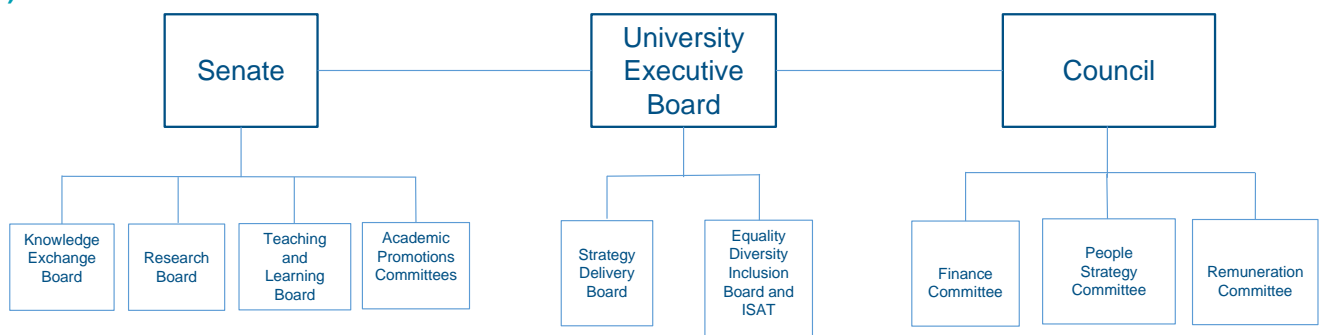 Senate
University
Executive
Board
Council
Knowledge
Exchange
Board
Research
Board
Teaching
and
Learning
Board
Academic
Promotions
Committees
Strategy
Delivery
Board
Equality
Diversity
Inclusion
Board and
ISAT
Finance
Committee
People
Strategy
Committee
Remuneration
Committee